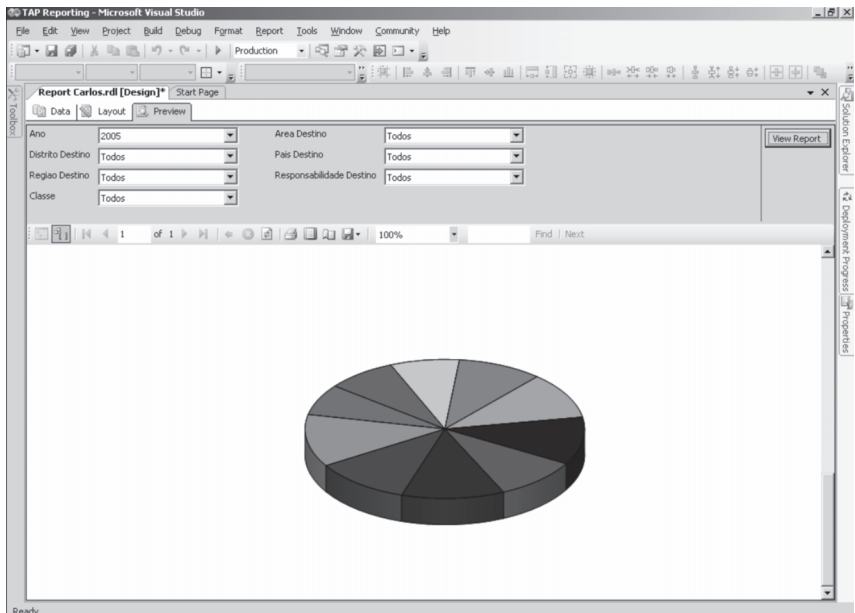 TAP Reporting - Microsoft Visual Studio
File Edit View Project Build Debug Format Report Tools Window Community Help
Production
Report Carlos.rdl [Design]* Start Page
Data Layout Preview
Toolbox
Ano 2005 Area Destino Todos View Report
Distrito Destino Todos Pais Destino Todos
Regiao Destino Todos Responsabilidade Destino Todos
Classe Todos
1 of 1 100% Find | Next
Solution Explorer
Deployment Progress
Properties
Ready